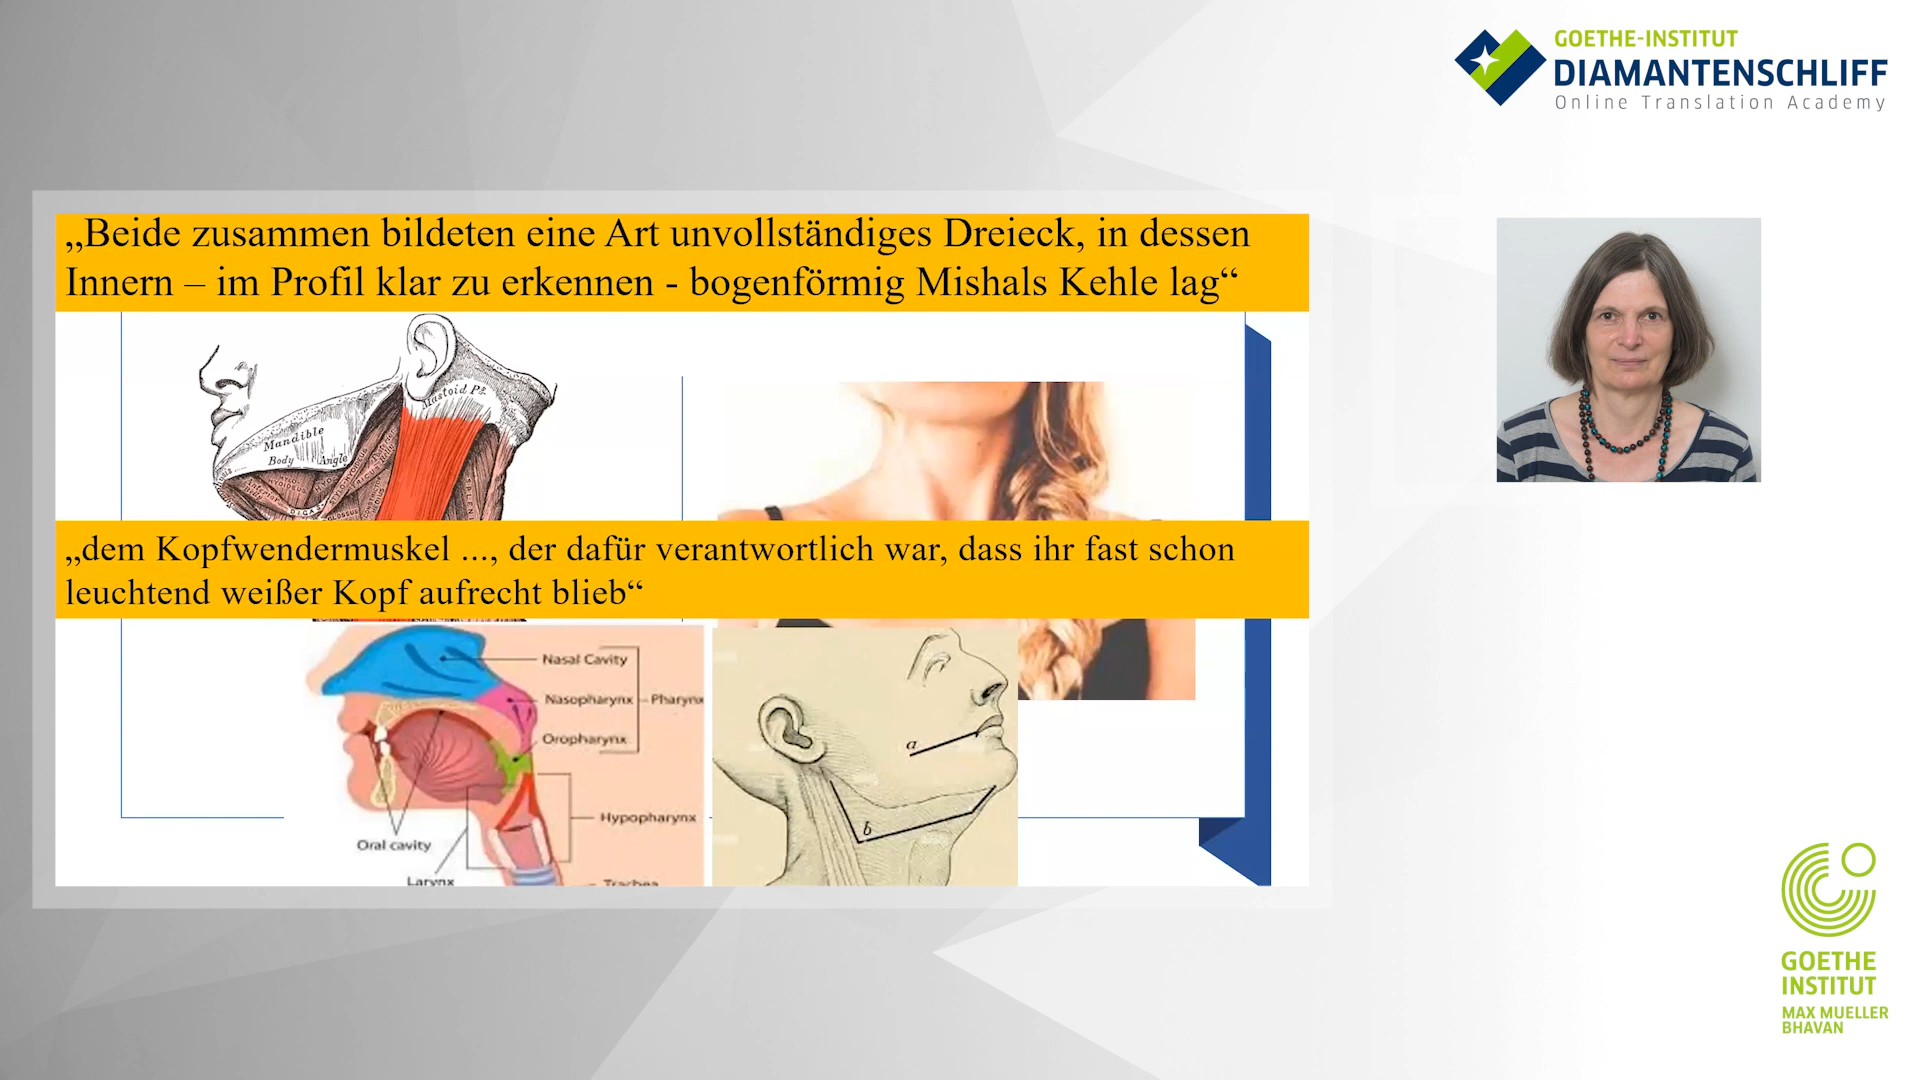 GOETHE-INSTITUT
DIAMANTENSCHLIFF
Online Translation Academy
„Beide zusammen bildeten eine Art unvollständiges Dreieck, in dessen
Innern – im Profil klar zu erkennen - bogenförmig Mishals Kehle lag“
Mastoid Ps.
Mandible
Body Angle
„dem Kopfwendermuskel ..., der dafür verantwortlich war, dass ihr fast schon
leuchtend weißer Kopf aufrecht blieb“
Nasal Cavity
Nasopharynx
Pharynx
Oropharynx
Hypopharynx
Oral cavity
Larynx
Trachea
a
b
GOETHE
INSTITUT
MAX MUELLER
BHAVAN